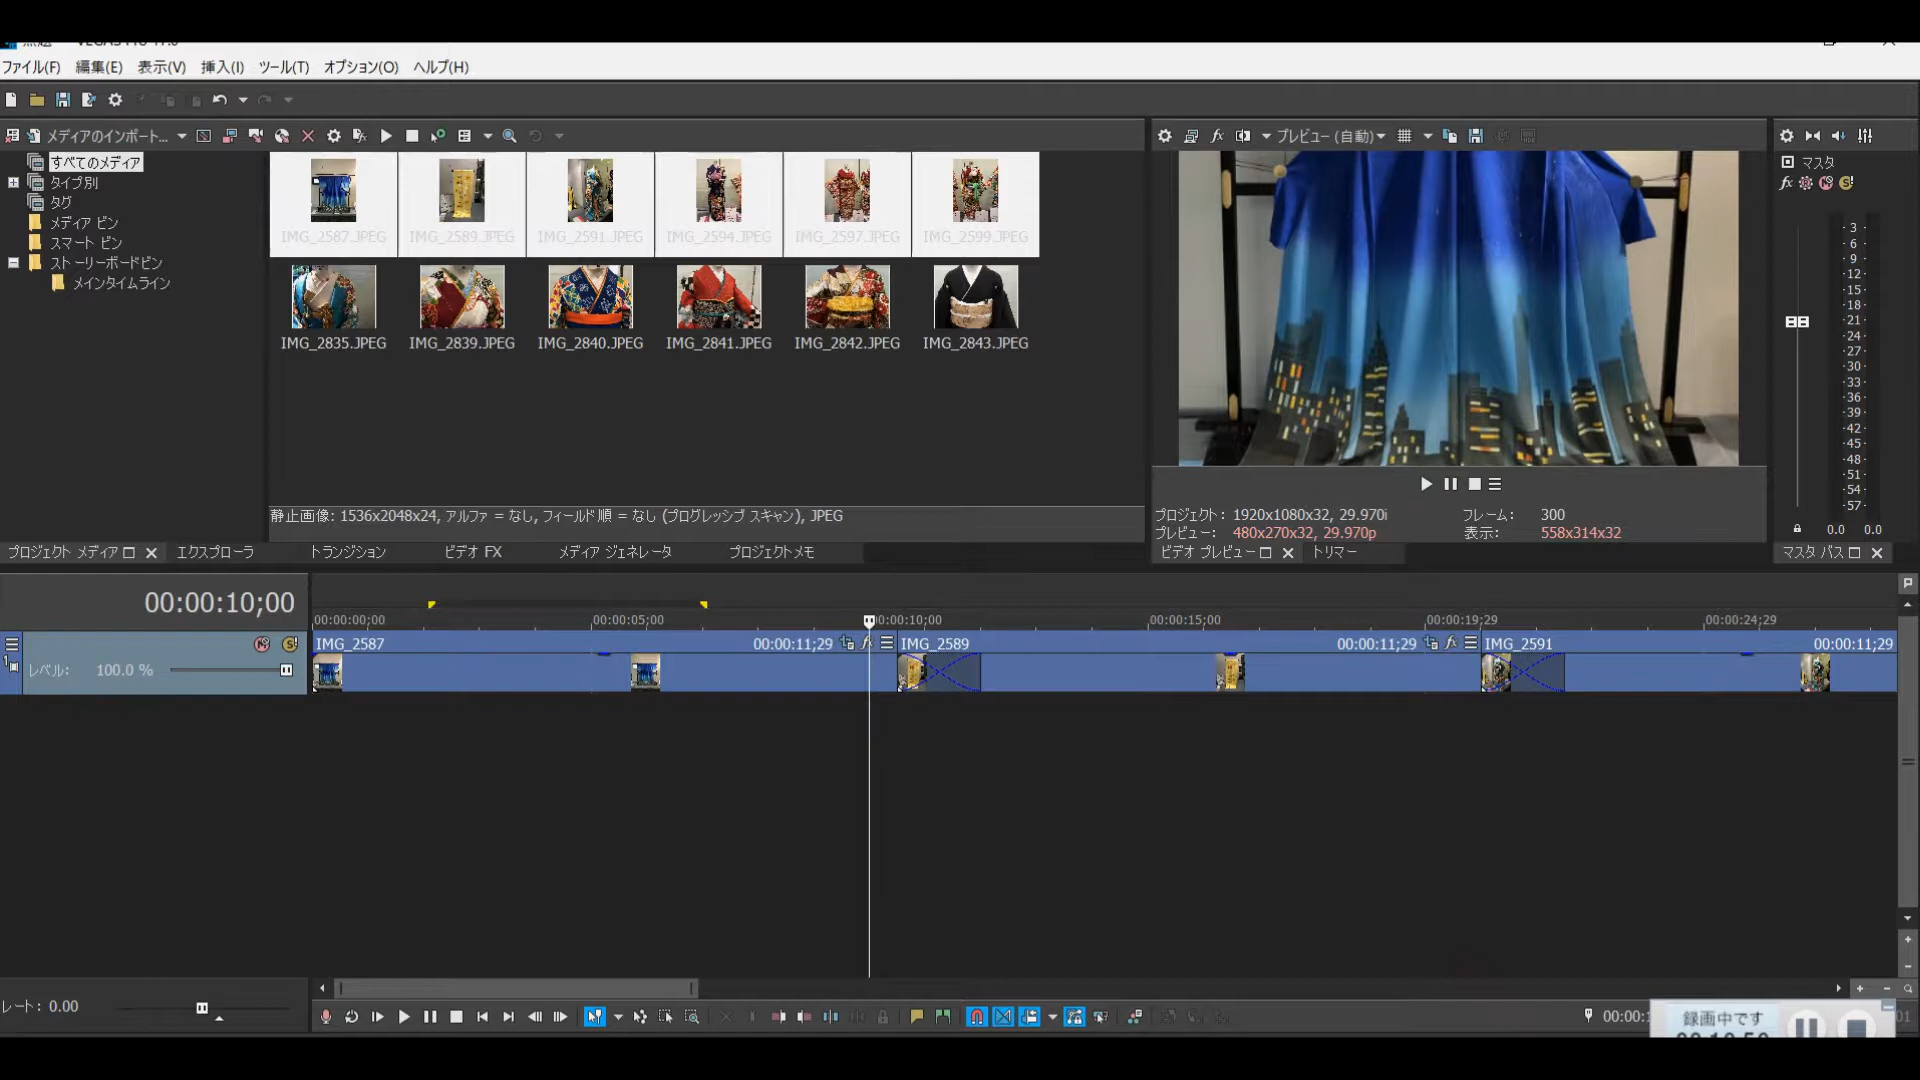 ファイル(F) 編集(E) 表示(V) 挿入(I) ツール(T) オプション(O) ヘルプ(H)
メディアのインポート...
プレビュー (自動)
すべてのメディア
タイプ別
タグ
メディア ビン
スマート ビン
ストーリーボードビン
メインタイムライン
IMG_2587.JPEG IMG_2589.JPEG IMG_2591.JPEG IMG_2594.JPEG IMG_2597.JPEG IMG_2599.JPEG
IMG_2835.JPEG IMG_2839.JPEG IMG_2840.JPEG IMG_2841.JPEG IMG_2842.JPEG IMG_2843.JPEG
静止画像: 1536x2048x24, アルファ = なし, フィールド順 = なし (プログレッシブ スキャン), JPEG
プロジェクト: 1920x1080x32, 29.970i フレーム: 300
プレビュー: 480x270x32, 29.970p 表示: 558x314x32
マスタ
fx
3
6
9
12
15
18
21
24
27
30
33
36
39
42
45
48
51
54
57
0.0 0.0
プロジェクト メディア エクスプローラ トランジション ビデオ FX メディア ジェネレータ プロジェクトメモ
ビデオ プレビュー トリマー
マスタ バス
00:00:10;00
00:00:00;00 00:00:05;00 00:00:10;00 00:00:15;00 00:00:19;29 00:00:24;29
IMG_2587 00:00:11;29 IMG_2589 00:00:11;29 IMG_2591 00:00:11;29
レベル: 100.0 %
レート: 0.00
録画中です